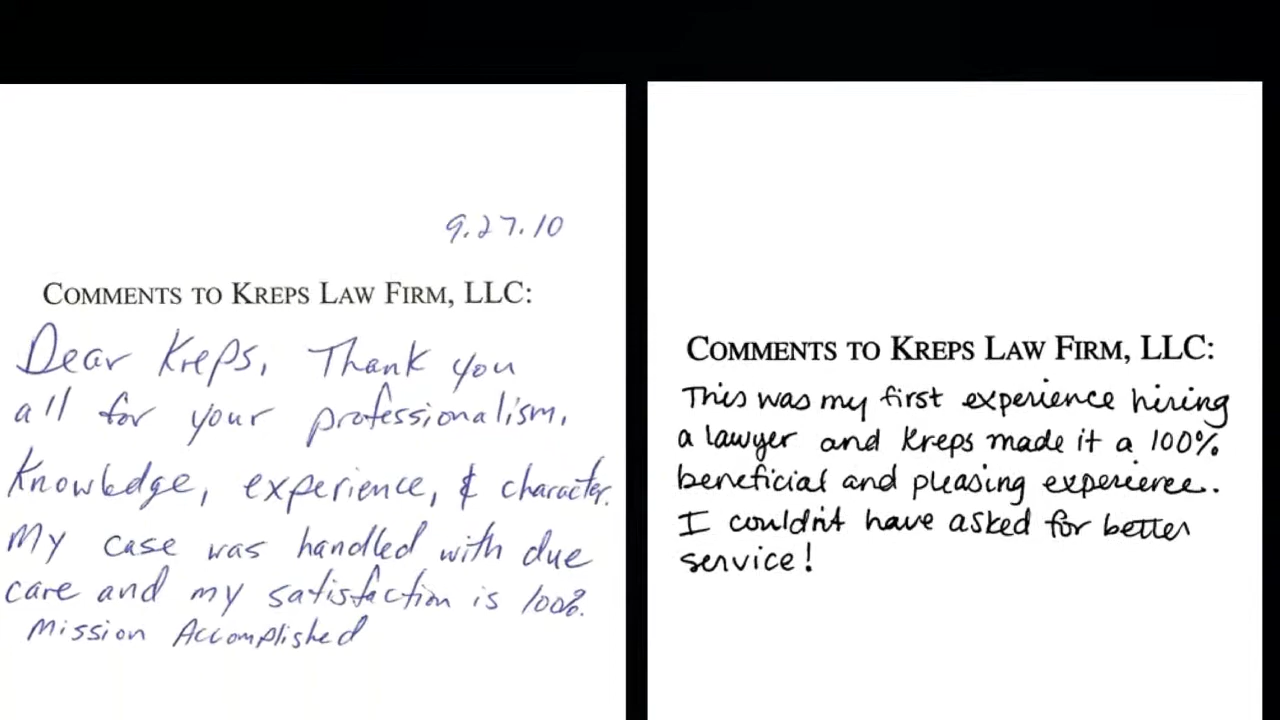 9.27.10
COMMENTS TO KREPS LAW FIRM, LLC:
Dear Kreps, Thank you
all for your professionalism,
Knowledge, experience, & character.
My case was handled with due
care and my satisfaction is 100%.
Mission Accomplished
COMMENTS TO KREPS LAW FIRM, LLC:
This was my first experience hiring
a lawyer and Kreps made it a 100%
beneficial and pleasing experience.
I couldn't have asked for better
service!